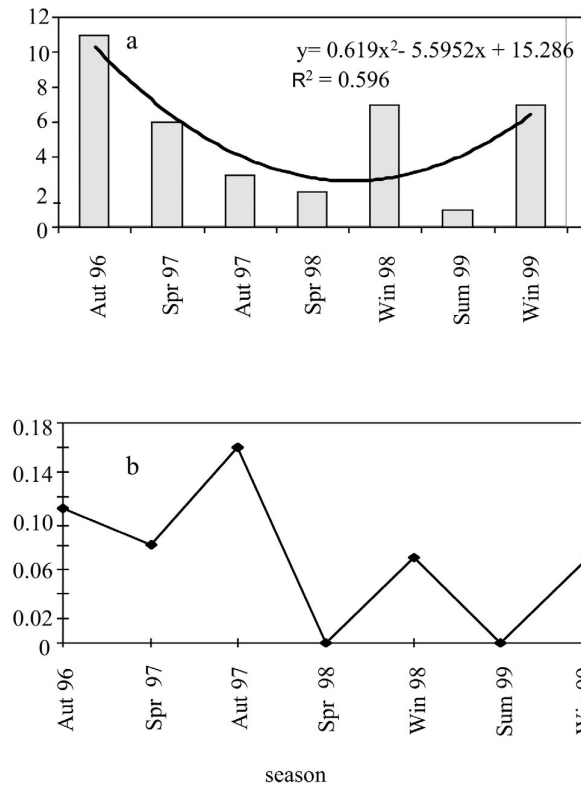 12
10
8
6
4
2
0
a
y= 0.619x²- 5.5952x + 15.286
R² = 0.596
Aut 96
Spr 97
Aut 97
Spr 98
Win 98
Sum 99
Win 99
0.18
0.14
0.10
0.06
0.02
0
b
Aut 96
Spr 97
Aut 97
Spr 98
Win 98
Sum 99
Win 99
season